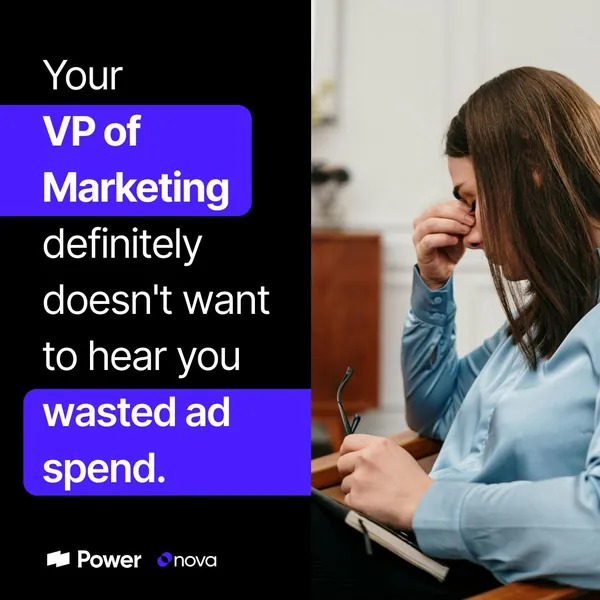 Your
VP of
Marketing
definitely
doesn't want
to hear you
wasted ad
spend.
Power nova